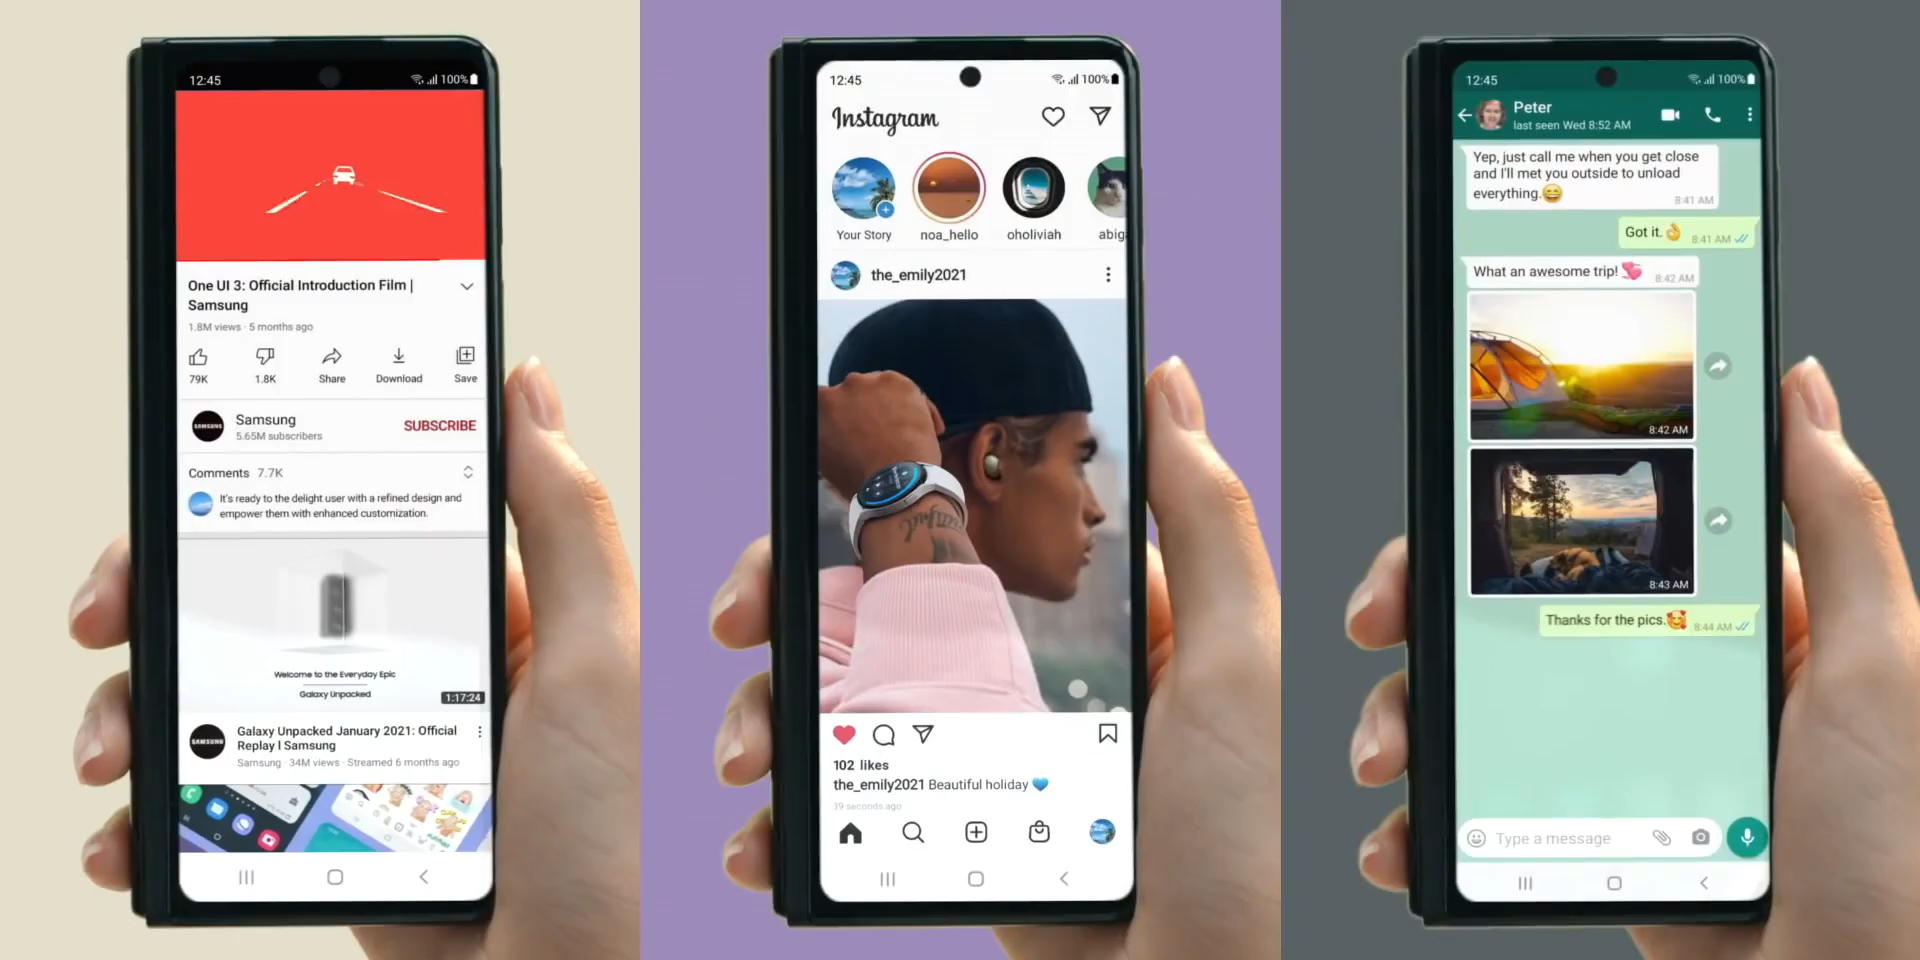 12:45
100%
One UI 3: Official Introduction Film |
Samsung
1.8M views · 5 months ago
79K
1.8K
Share
Download
Save
SAMSUNG
Samsung
5.65M subscribers
SUBSCRIBE
Comments 7.7K
It's ready to the delight user with a refined design and
empower them with enhanced customization.
Welcome to the Everyday Epic
Galaxy Unpacked
1:17:24
SAMSUNG
Galaxy Unpacked January 2021: Official
Replay l Samsung
Samsung · 34M views · Streamed 6 months ago
12:45
100%
Instagram
Your Story
noa_hello
oholiviah
abiga
the_emily2021
102 likes
the_emily2021 Beautiful holiday 💙
39 seconds ago
12:45
100%
Peter
last seen Wed 8:52 AM
Yep, just call me when you get close
and I'll met you outside to unload
everything.😄
8:41 AM
Got it.👌
8:41 AM
What an awesome trip! 💞
8:42 AM
8:42 AM
8:43 AM
Thanks for the pics.🥰
8:44 AM
Type a message